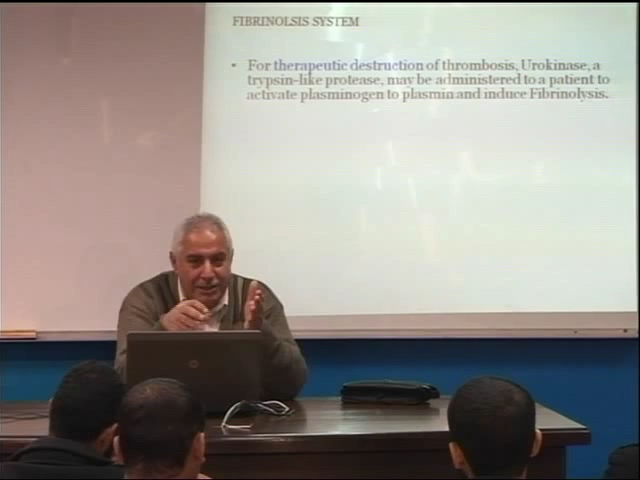 FIBRINOLSIS SYSTEM
• For therapeutic destruction of thrombosis, Urokinase, a
trypsin-like protease, may be administered to a patient to
activate plasminogen to plasmin and induce Fibrinolysis.